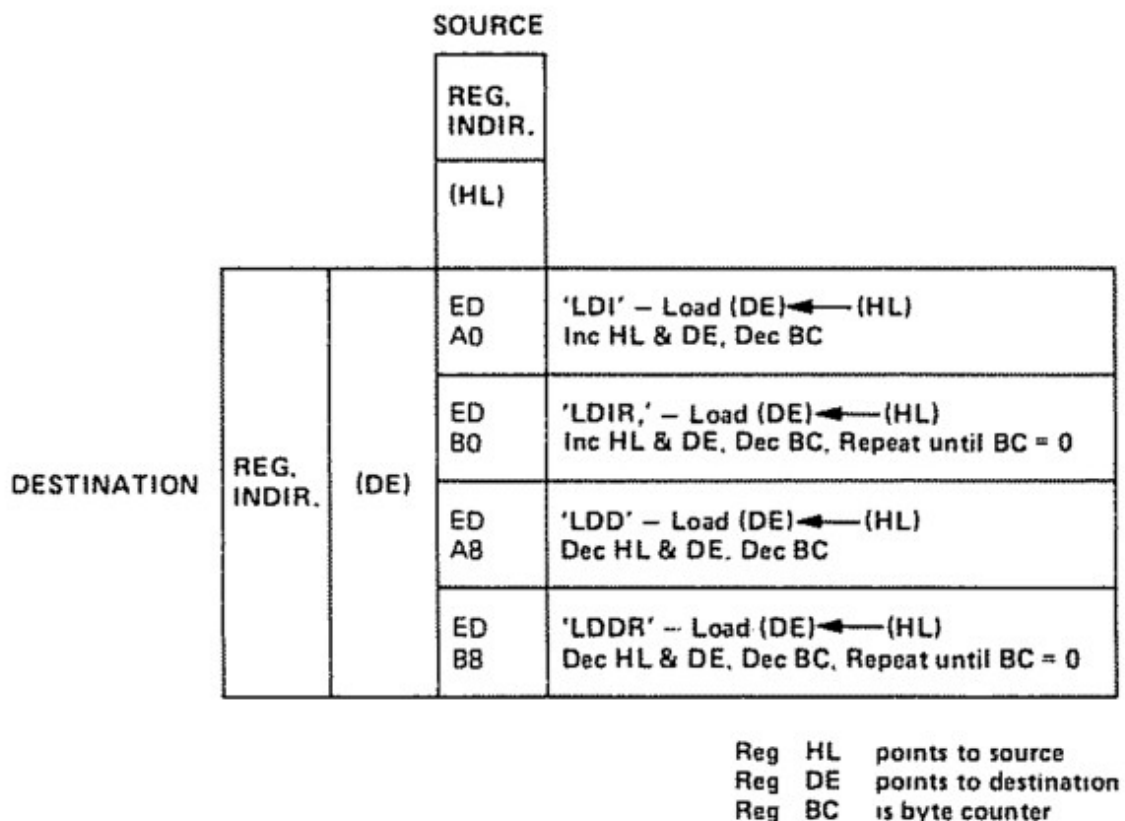 SOURCE
REG.
INDIR.
(HL)
ED
A0
'LDI' – Load (DE)◄——(HL)
Inc HL & DE, Dec BC
ED
B0
'LDIR,' – Load (DE)◄——(HL)
Inc HL & DE, Dec BC, Repeat until BC = 0
DESTINATION
REG.
INDIR.
(DE)
ED
A8
'LDD' – Load (DE)◄——(HL)
Dec HL & DE, Dec BC
ED
B8
'LDDR' – Load (DE)◄——(HL)
Dec HL & DE, Dec BC, Repeat until BC = 0
Reg HL points to source
Reg DE points to destination
Reg BC is byte counter